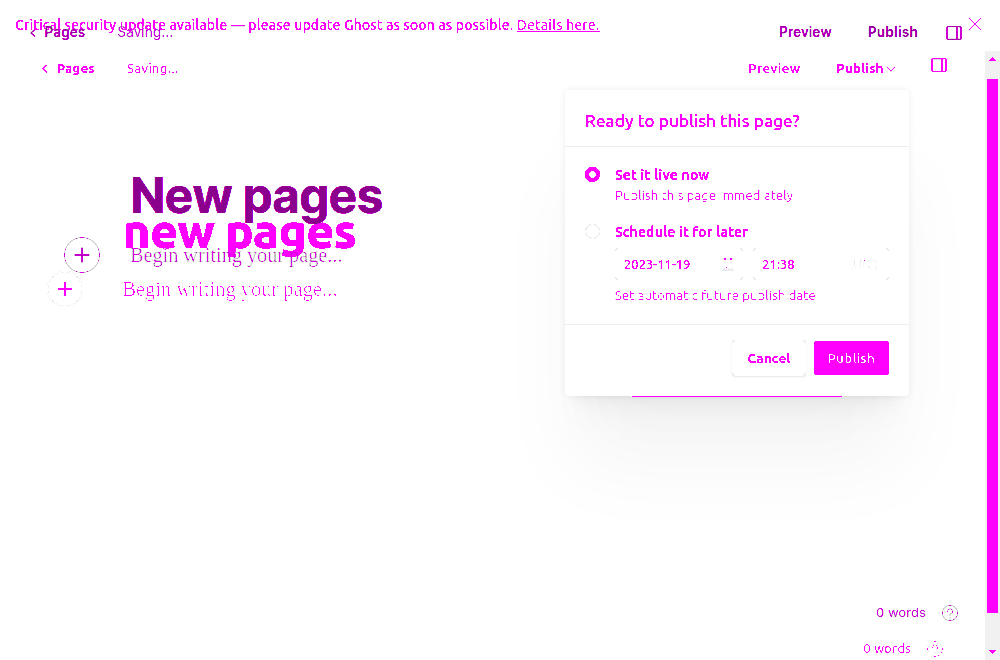 Critical security update available — please update Ghost as soon as possible. Details here.
Pages Saving... Preview Publish
Pages Saving... Preview Publish
Ready to publish this page?
Set it live now
Publish this page immediately
New pages
new pages
Schedule it for later
Begin writing your page...
2023-11-19 21:38
Begin writing your page...
Set automatic future publish date
Cancel Publish
0 words ?
0 words